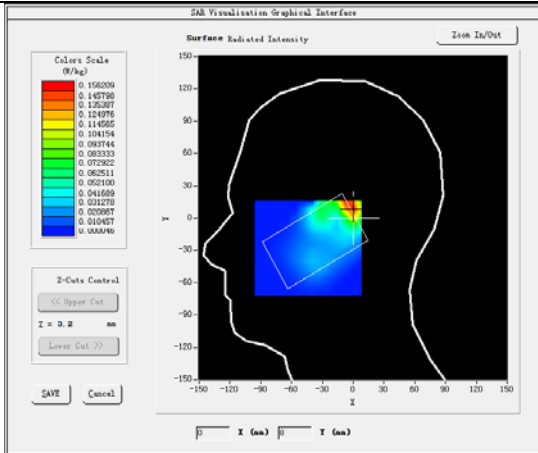 SAR Visualisation Graphical Interface
Surface Radiated Intensity
Zoom In/Out
Colors Scale
(W/kg)
0.156209
0.145790
0.135387
0.124976
0.114565
0.104154
0.093744
0.083333
0.072922
0.062511
0.052100
0.041689
0.031278
0.020867
0.010457
0.000046
150
120
90
60
30
0
-30
-60
-90
-120
-150
Y
-150 -120 -90 -60 -30 0 30 60 90 120 150
X
Z-Cuts Control
<< Upper Cut
Z = 0.2 mm
Lower Cut >>
SAVE Cancel
0 X (mm) 0 Y (mm)